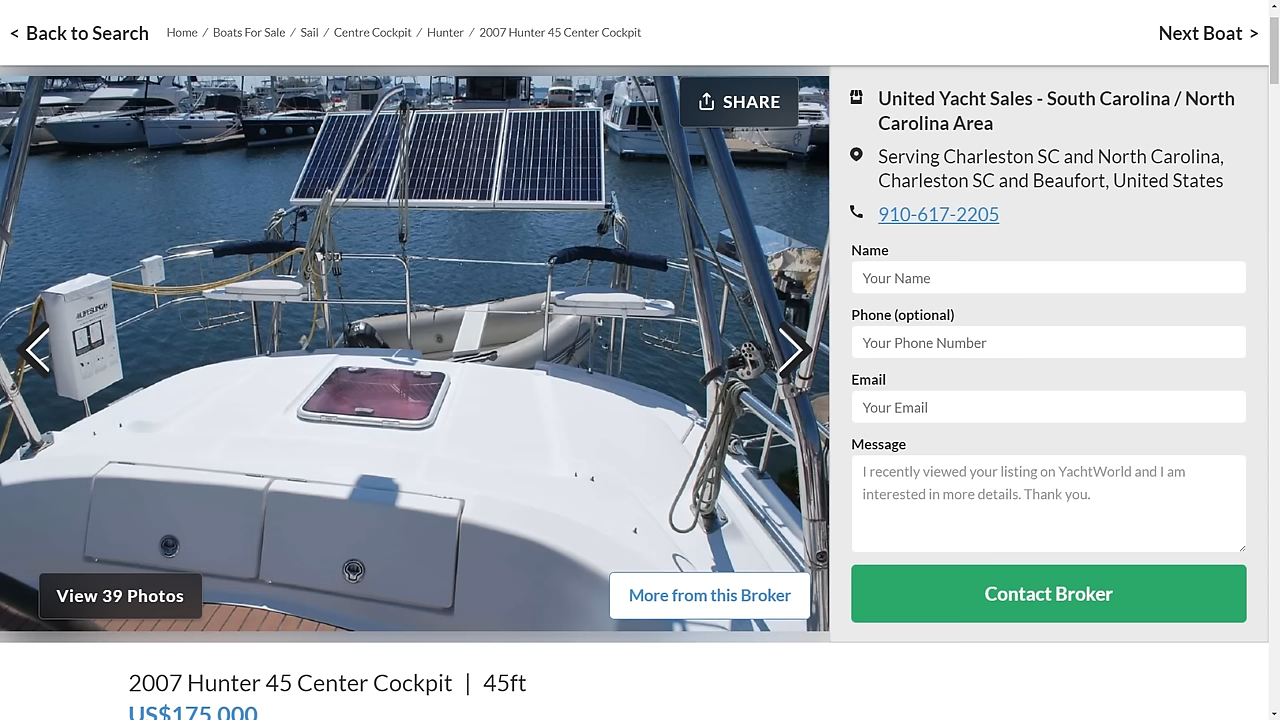 < Back to Search
Home / Boats For Sale / Sail / Centre Cockpit / Hunter / 2007 Hunter 45 Center Cockpit
Next Boat >
SHARE
United Yacht Sales - South Carolina / North
Carolina Area
Serving Charleston SC and North Carolina,
Charleston SC and Beaufort, United States
910-617-2205
Name
Your Name
Phone (optional)
Your Phone Number
Email
Your Email
Message
I recently viewed your listing on YachtWorld and I am
interested in more details. Thank you.
Contact Broker
View 39 Photos
More from this Broker
2007 Hunter 45 Center Cockpit | 45ft
US$175,000